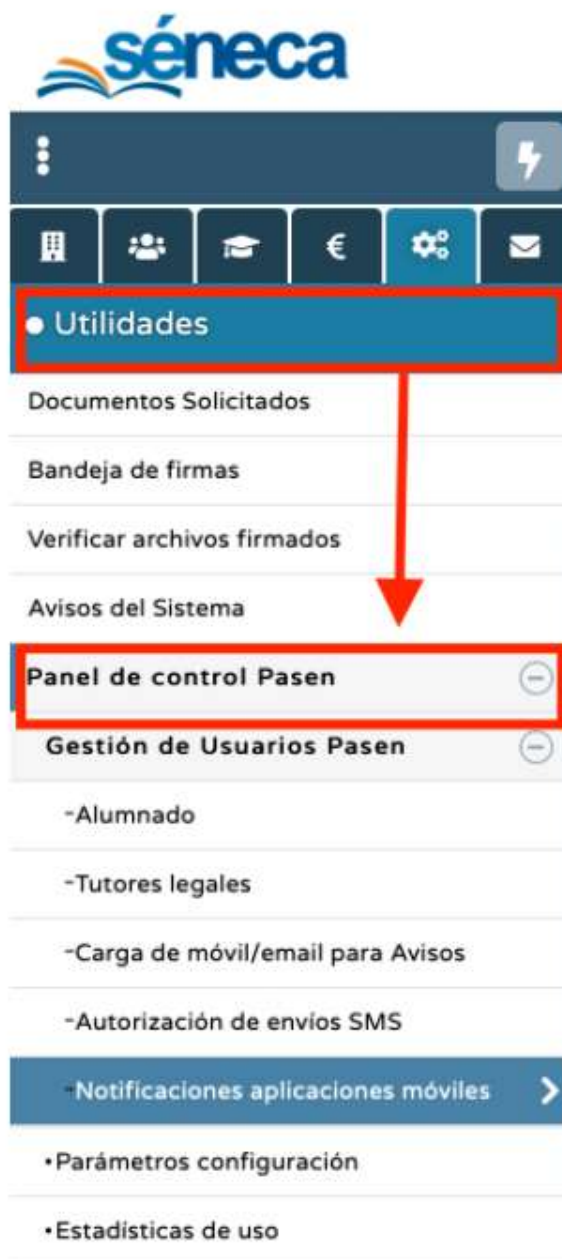 séneca
€
Utilidades
Documentos Solicitados
Bandeja de firmas
Verificar archivos firmados
Avisos del Sistema
Panel de control Pasen
Gestión de Usuarios Pasen
-Alumnado
-Tutores legales
-Carga de móvil/email para Avisos
-Autorización de envíos SMS
-Notificaciones aplicaciones móviles
•Parámetros configuración
•Estadísticas de uso